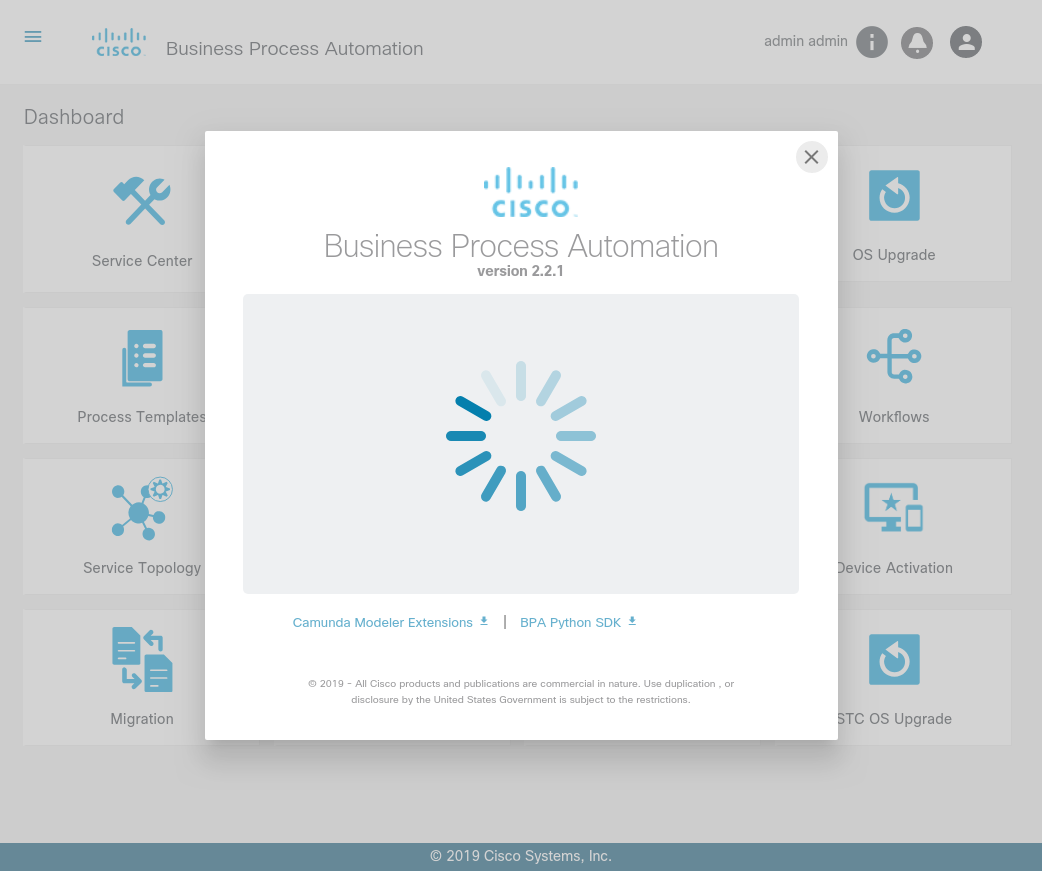 CISCO
Business Process Automation
admin admin
Dashboard
Service Center
OS Upgrade
Process Templates
Workflows
Service Topology
Device Activation
Migration
STC OS Upgrade
CISCO
Business Process Automation
version 2.2.1
Camunda Modeler Extensions | BPA Python SDK
© 2019 - All Cisco products and publications are commercial in nature. Use duplication , or
disclosure by the United States Government is subject to the restrictions.
© 2019 Cisco Systems, Inc.